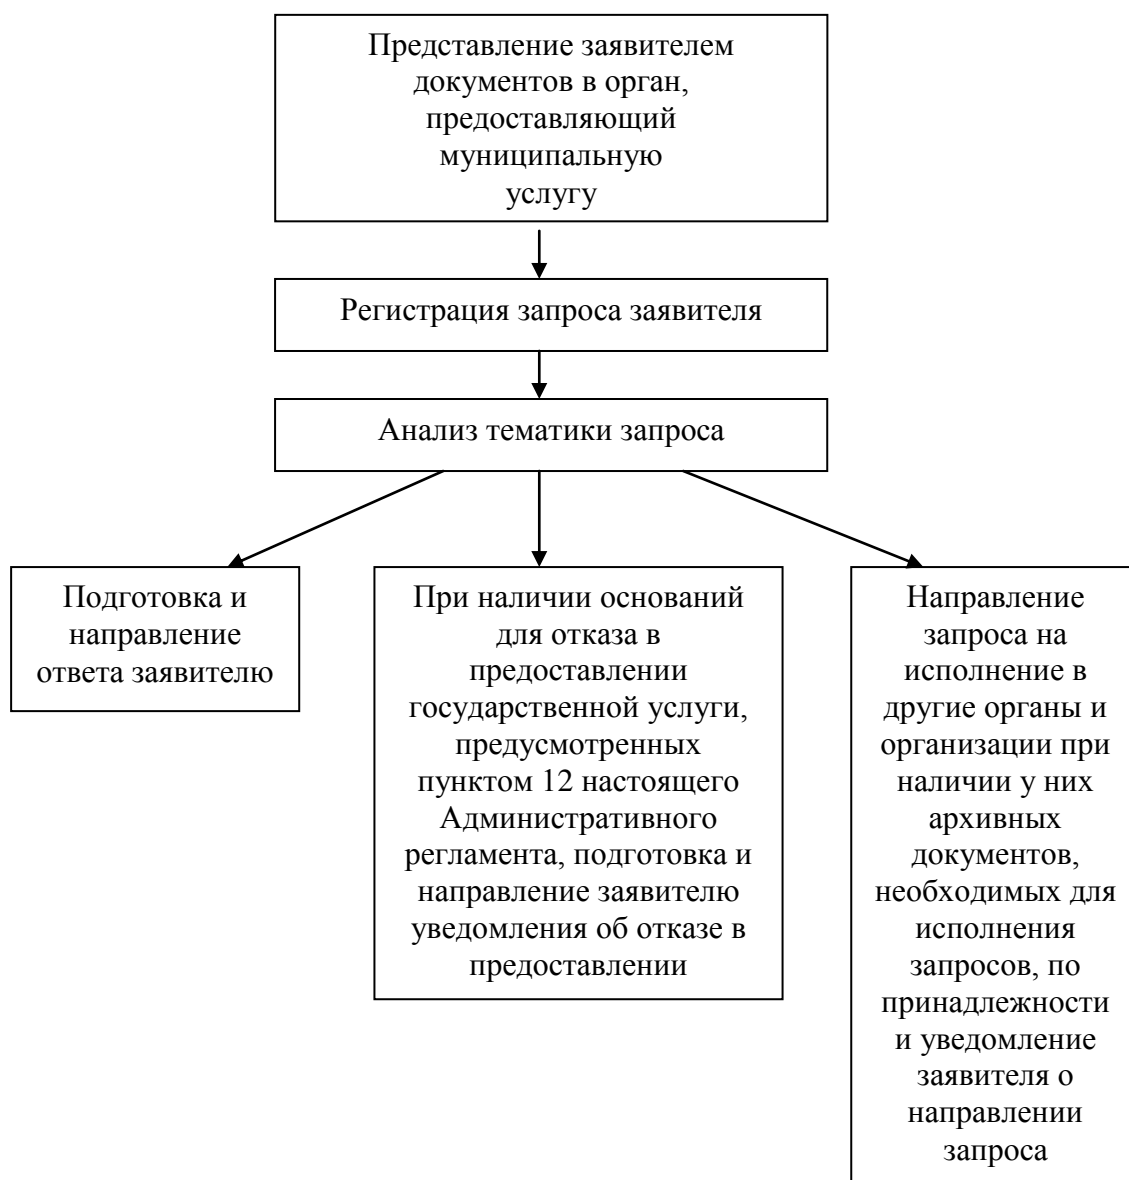 Представление заявителем
документов в орган,
предоставляющий
муниципальную
услугу
Регистрация запроса заявителя
Анализ тематики запроса
Подготовка и
направление
ответа заявителю
При наличии оснований
для отказа в
предоставлении
государственной услуги,
предусмотренных
пунктом 12 настоящего
Административного
регламента, подготовка и
направление заявителю
уведомления об отказе в
предоставлении
Направление
запроса на
исполнение в
другие органы и
организации при
наличии у них
архивных
документов,
необходимых для
исполнения
запросов, по
принадлежности
и уведомление
заявителя о
направлении
запроса